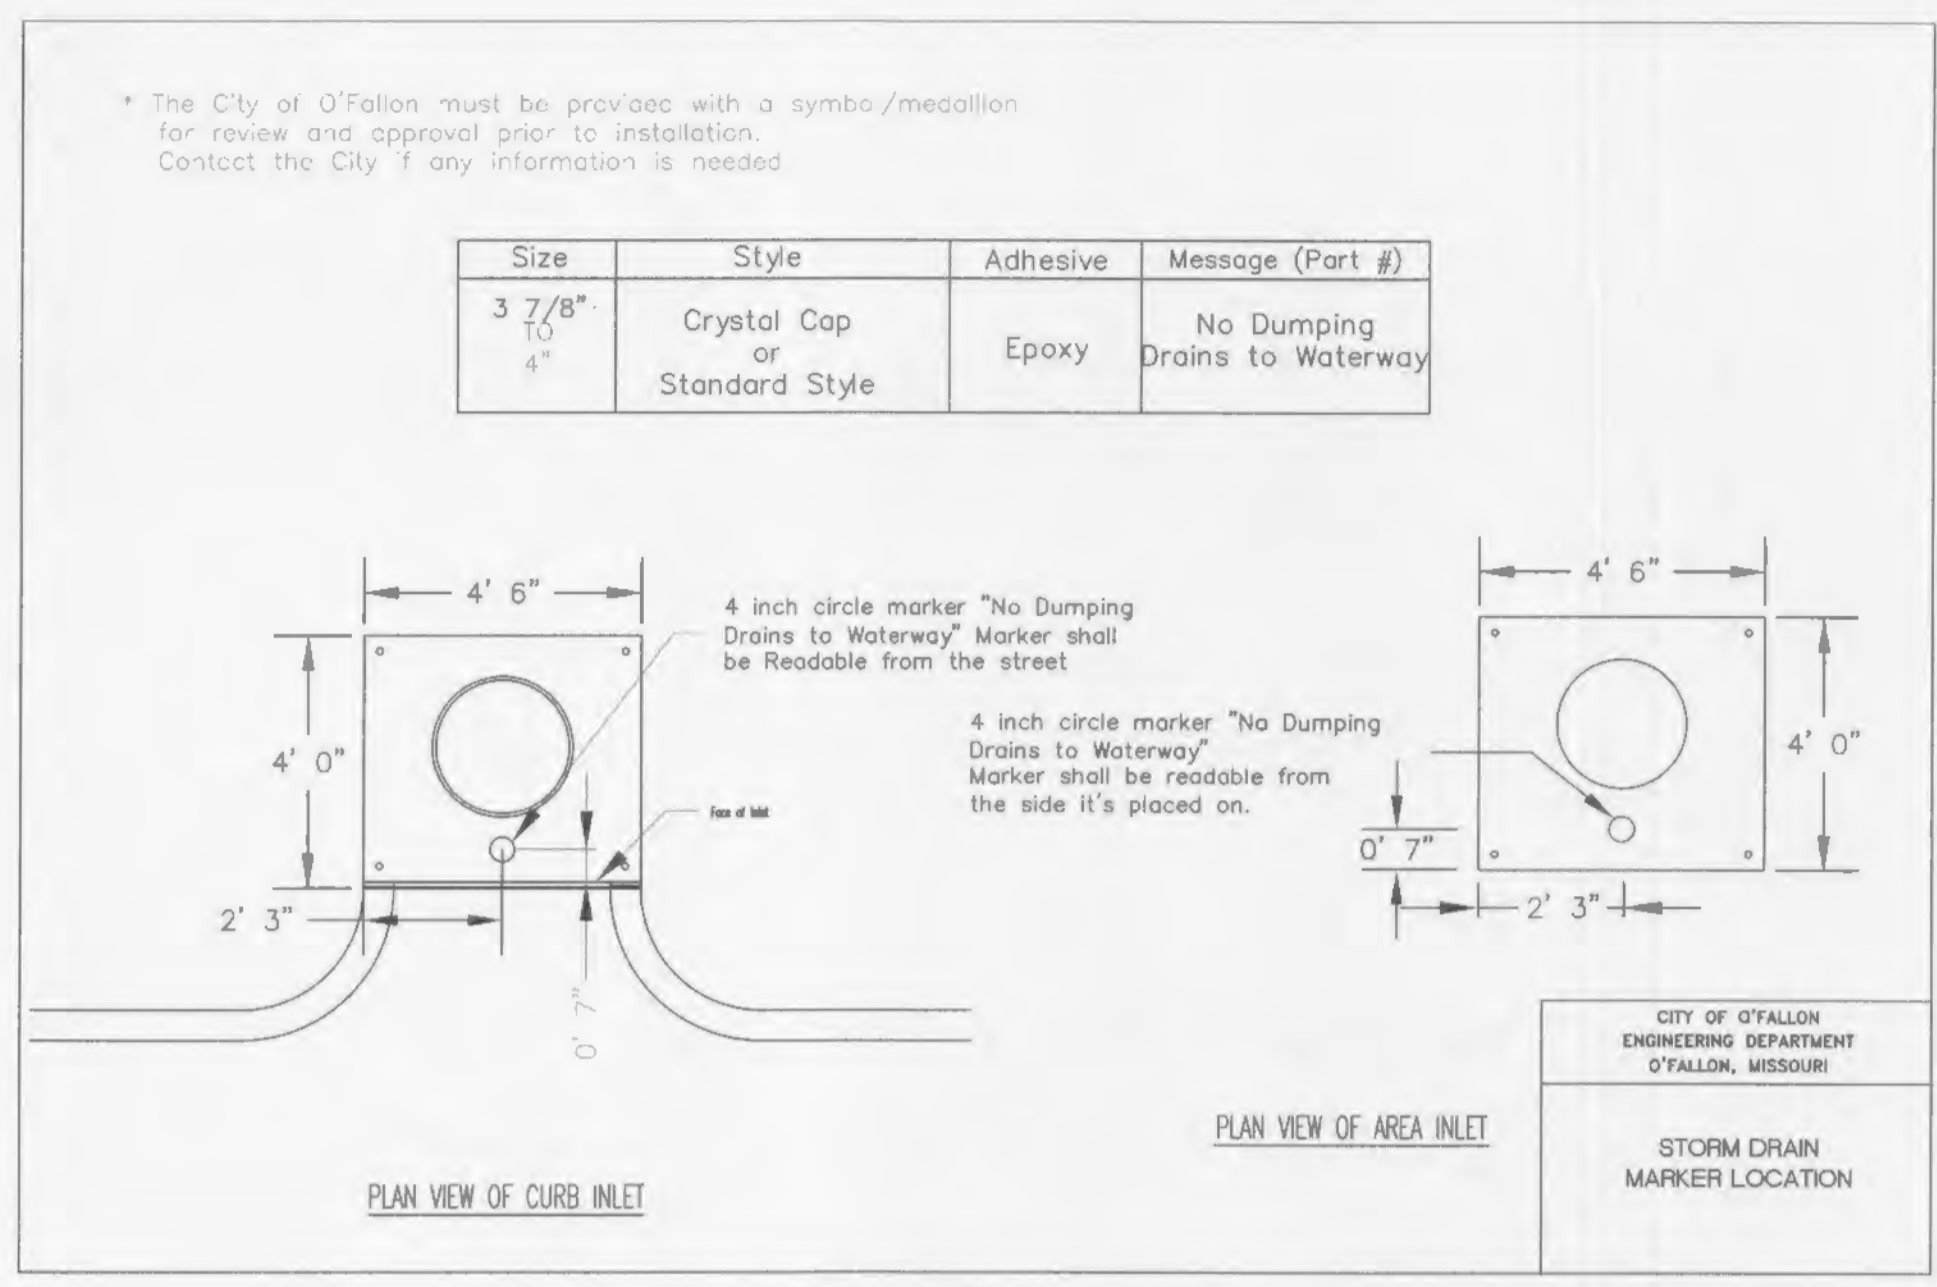 * The City of O'Fallon must be provided with a symbol/medallion
for review and approval prior to installation.
Contact the City if any information is needed
Size Style Adhesive Message (Part #)
3 7/8"
TO
4"
Crystal Cap
or
Standard Style
Epoxy
No Dumping
Drains to Waterway
4' 6"
4 inch circle marker "No Dumping
Drains to Waterway" Marker shall
be Readable from the street
4' 0"
Face of Inlet
2' 3"
0' 7"
PLAN VIEW OF CURB INLET
4' 6"
4 inch circle marker "No Dumping
Drains to Waterway"
Marker shall be readable from
the side it's placed on.
4' 0"
0' 7"
2' 3"
PLAN VIEW OF AREA INLET
CITY OF O'FALLON
ENGINEERING DEPARTMENT
O'FALLON, MISSOURI
STORM DRAIN
MARKER LOCATION